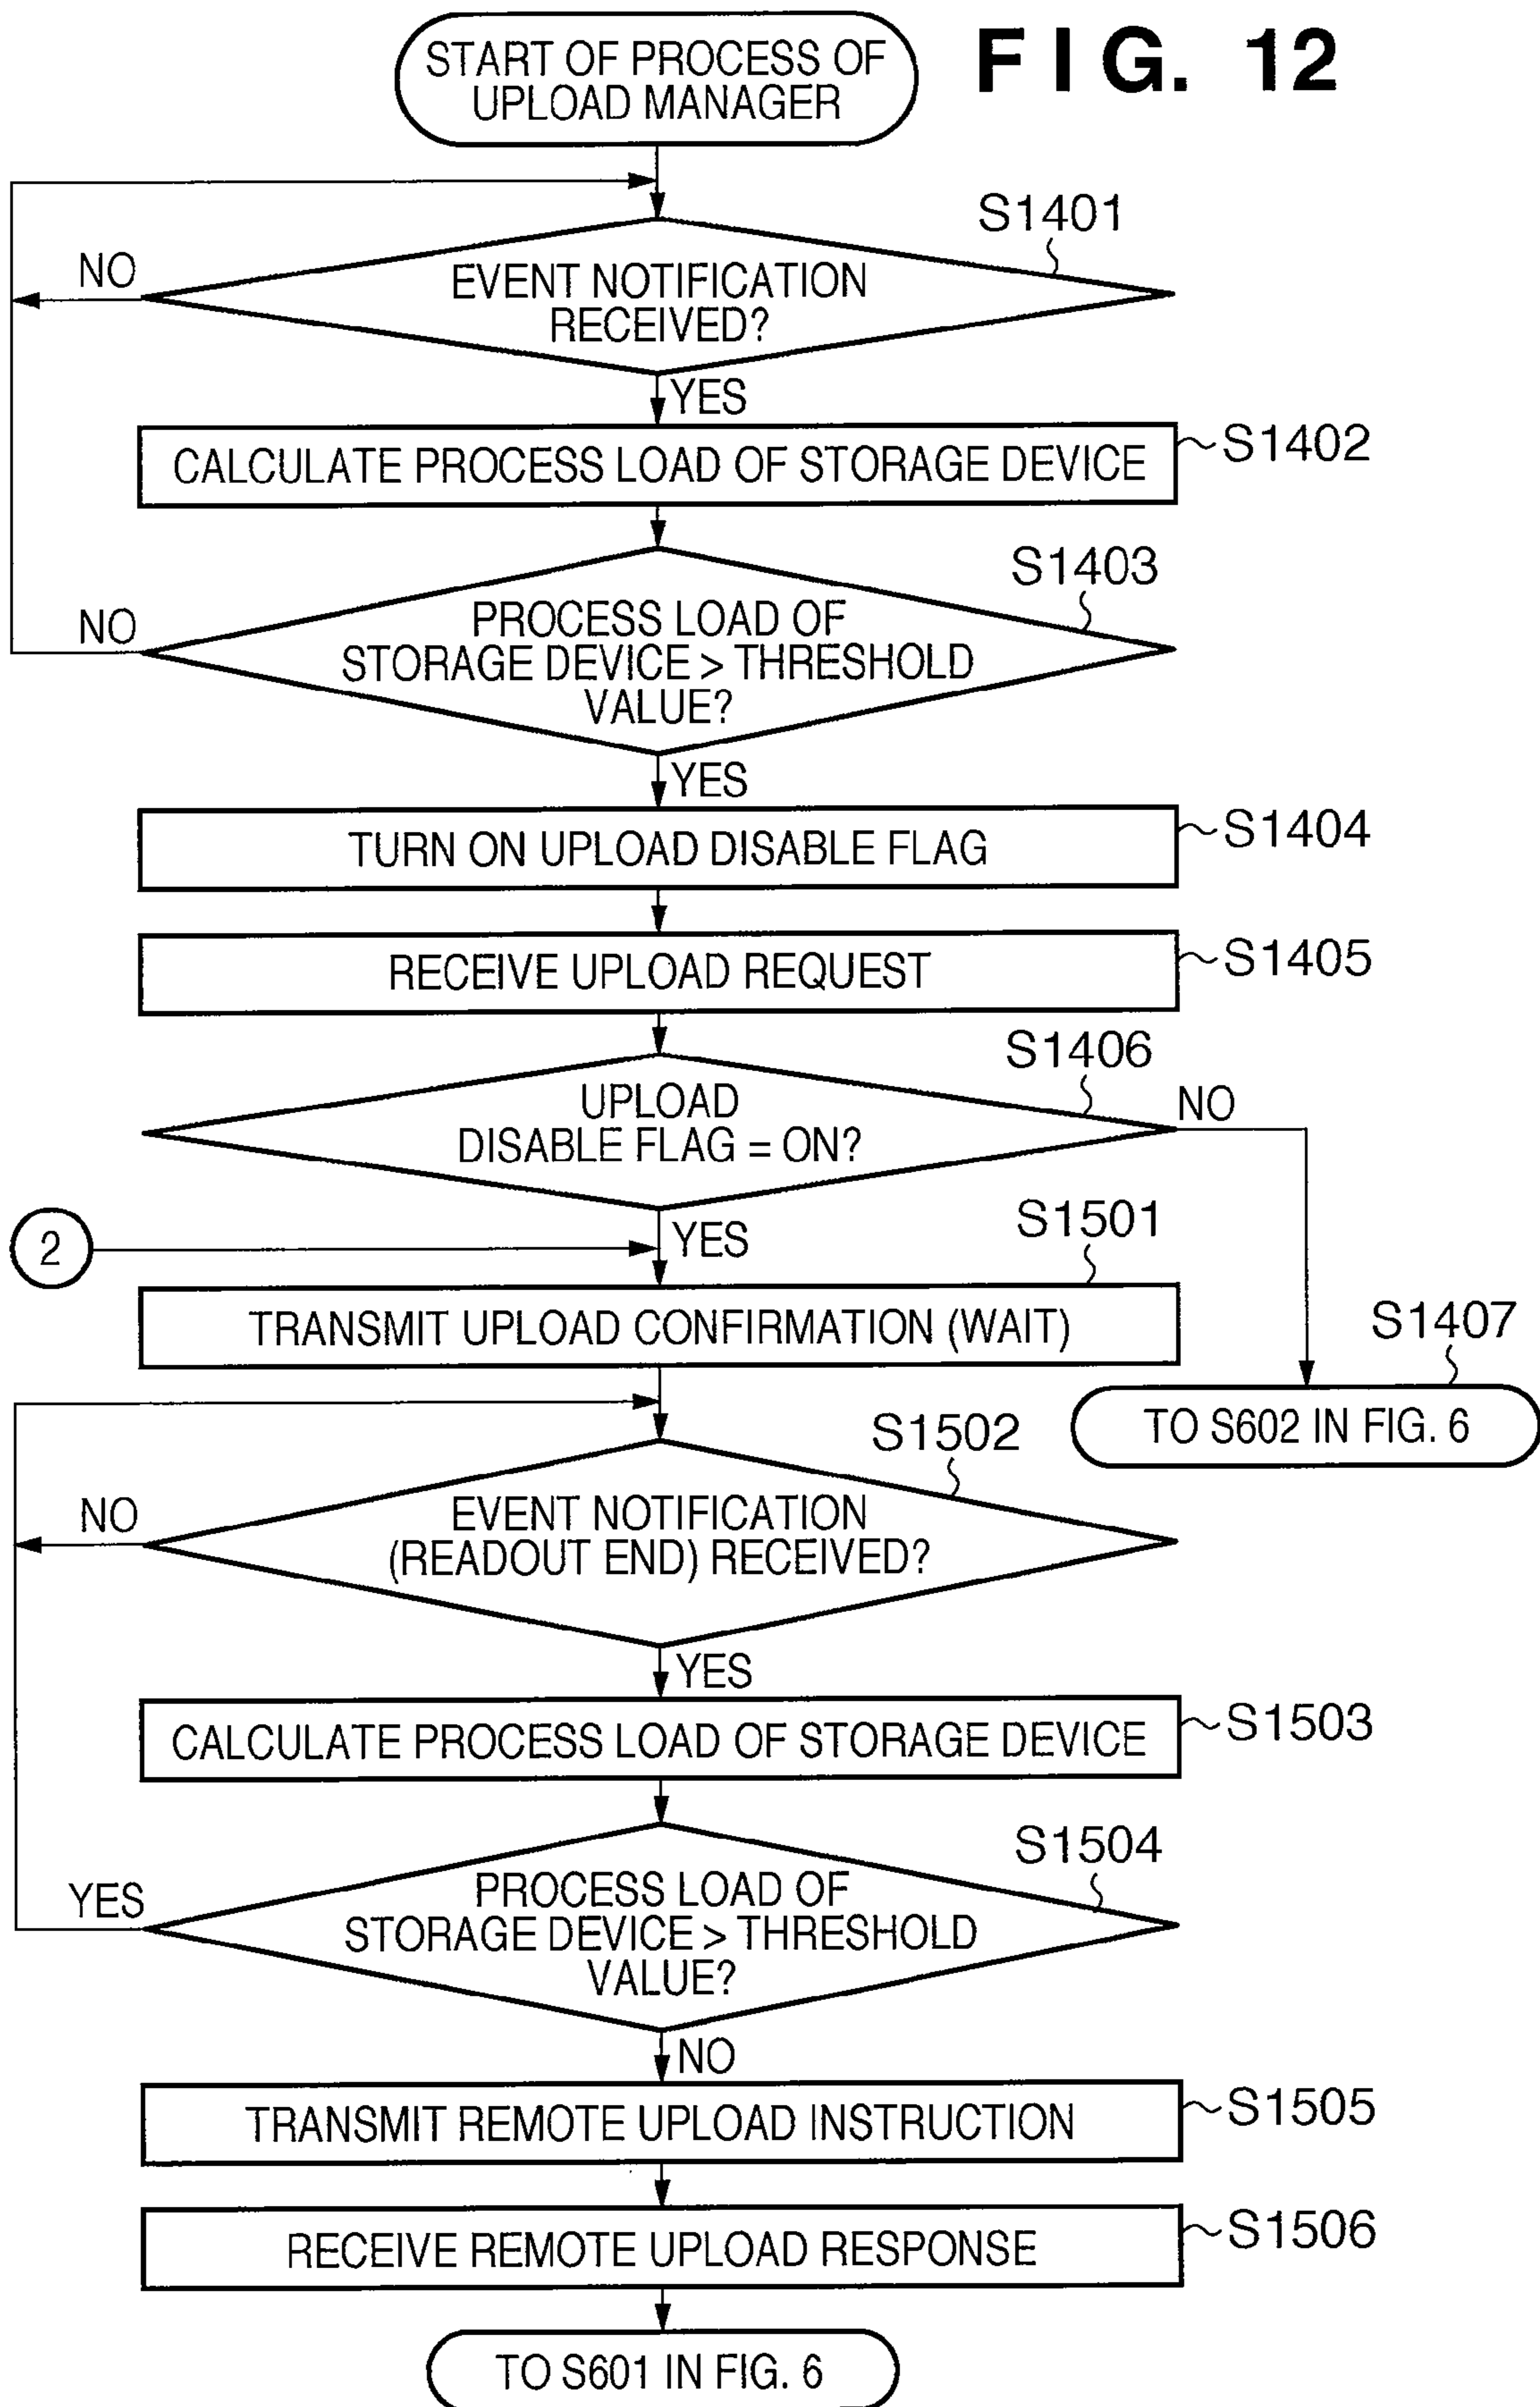 START OF PROCESS OF
UPLOAD MANAGER
FIG. 12
S1401
NO
EVENT NOTIFICATION
RECEIVED?
YES
CALCULATE PROCESS LOAD OF STORAGE DEVICE
S1402
S1403
NO
PROCESS LOAD OF
STORAGE DEVICE > THRESHOLD
VALUE?
YES
TURN ON UPLOAD DISABLE FLAG
S1404
RECEIVE UPLOAD REQUEST
S1405
S1406
UPLOAD
DISABLE FLAG = ON?
NO
2
YES
S1501
TRANSMIT UPLOAD CONFIRMATION (WAIT)
S1407
TO S602 IN FIG. 6
S1502
NO
EVENT NOTIFICATION
(READOUT END) RECEIVED?
YES
CALCULATE PROCESS LOAD OF STORAGE DEVICE
S1503
S1504
YES
PROCESS LOAD OF
STORAGE DEVICE > THRESHOLD
VALUE?
NO
TRANSMIT REMOTE UPLOAD INSTRUCTION
S1505
RECEIVE REMOTE UPLOAD RESPONSE
S1506
TO S601 IN FIG. 6